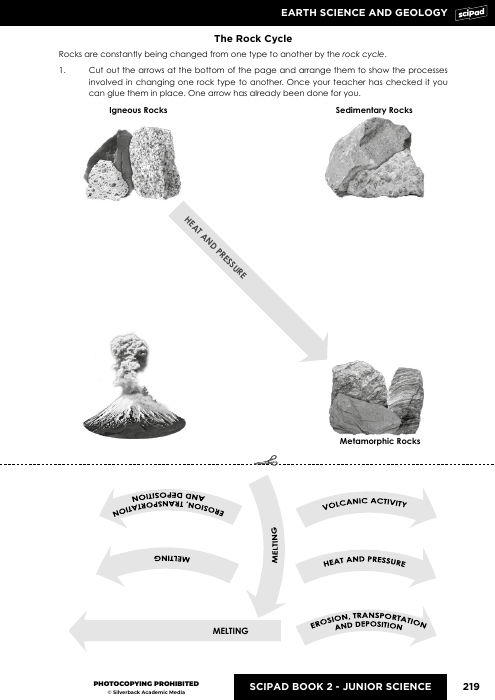 EARTH SCIENCE AND GEOLOGY
scipad
The Rock Cycle
Rocks are constantly being changed from one type to another by the rock cycle.
1. Cut out the arrows at the bottom of the page and arrange them to show the processes
involved in changing one rock type to another. Once your teacher has checked it you
can glue them in place. One arrow has already been done for you.
Igneous Rocks
Sedimentary Rocks
HEAT AND PRESSURE
Metamorphic Rocks
EROSION, TRANSPORTATION
AND DEPOSITION
MELTING
VOLCANIC ACTIVITY
MELTING
HEAT AND PRESSURE
MELTING
EROSION, TRANSPORTATION
AND DEPOSITION
PHOTOCOPYING PROHIBITED
© Silverback Academic Media
SCIPAD BOOK 2 - JUNIOR SCIENCE
219